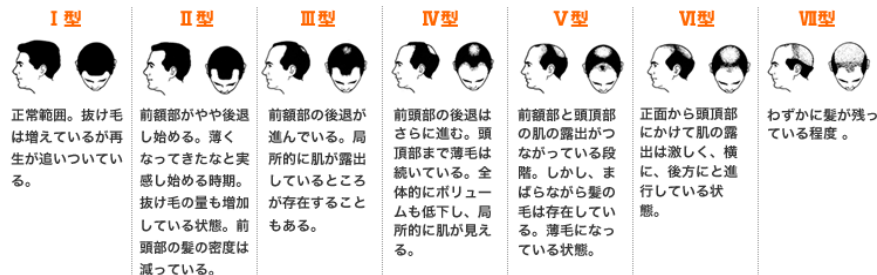 Ⅰ型
正常範囲。抜け毛
は増えているが再
生が追いついてい
る。
Ⅱ型
前額部がやや後退
し始める。薄く
なってきたなと実
感し始める時期。
抜け毛の量も増加
している状態。前
頭部の髪の密度は
減っている。
Ⅲ型
前額部の後退が
進んでいる。局
所的に肌が露出
しているところ
が存在すること
もある。
Ⅳ型
前頭部の後退は
さらに進む。頭
頂部まで薄毛は
続いている。全
体的にボリュー
ムも低下し、局
所的に肌が見え
る。
Ⅴ型
前額部と頭頂部
の肌の露出がつ
ながっている段
階。しかし、ま
ばらながら髪の
毛は存在してい
る。薄毛になっ
ている状態。
Ⅵ型
正面から頭頂部
にかけて肌の露
出は激しく、横
に、後方にと進
行している状
態。
Ⅶ型
わずかに髪が残っ
ている程度 。